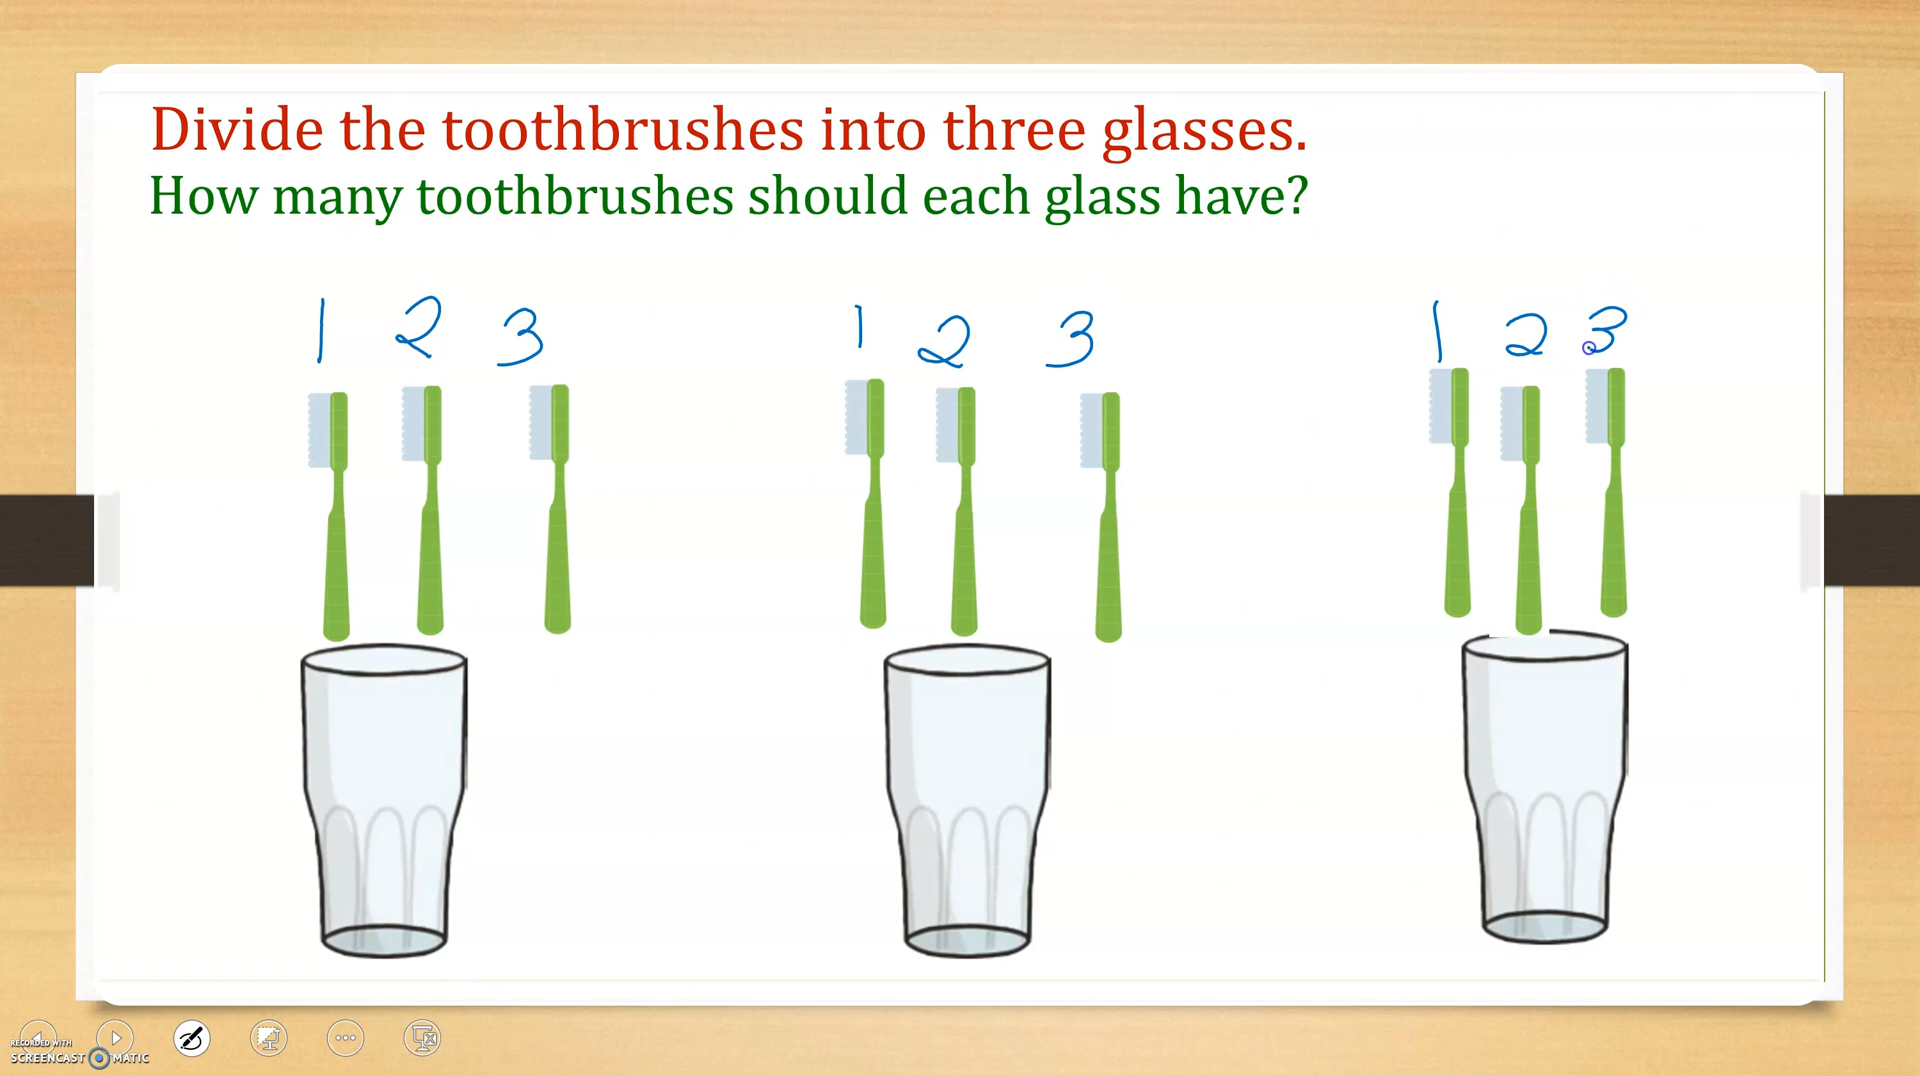 Divide the toothbrushes into three glasses.
How many toothbrushes should each glass have?
1 2 3 1 2 3 1 2 3
RECORDED WITH
SCREENCAST MATIC